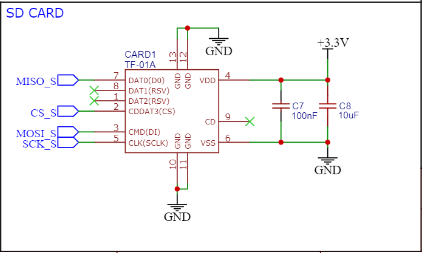 SD CARD
CARD1
TF-01A
GND
+3.3V
13
12
GND
GND
MISO_S
7
DAT0(D0)
VDD
4
8
DAT1(RSV)
1
DAT2(RSV)
CS_S
2
CDDAT3(CS)
C7
100nF
C8
10uF
CD
9
MOSI_S
3
CMD(DI)
SCK_S
5
CLK(SCLK)
VSS
6
GND
GND
10
11
GND
GND